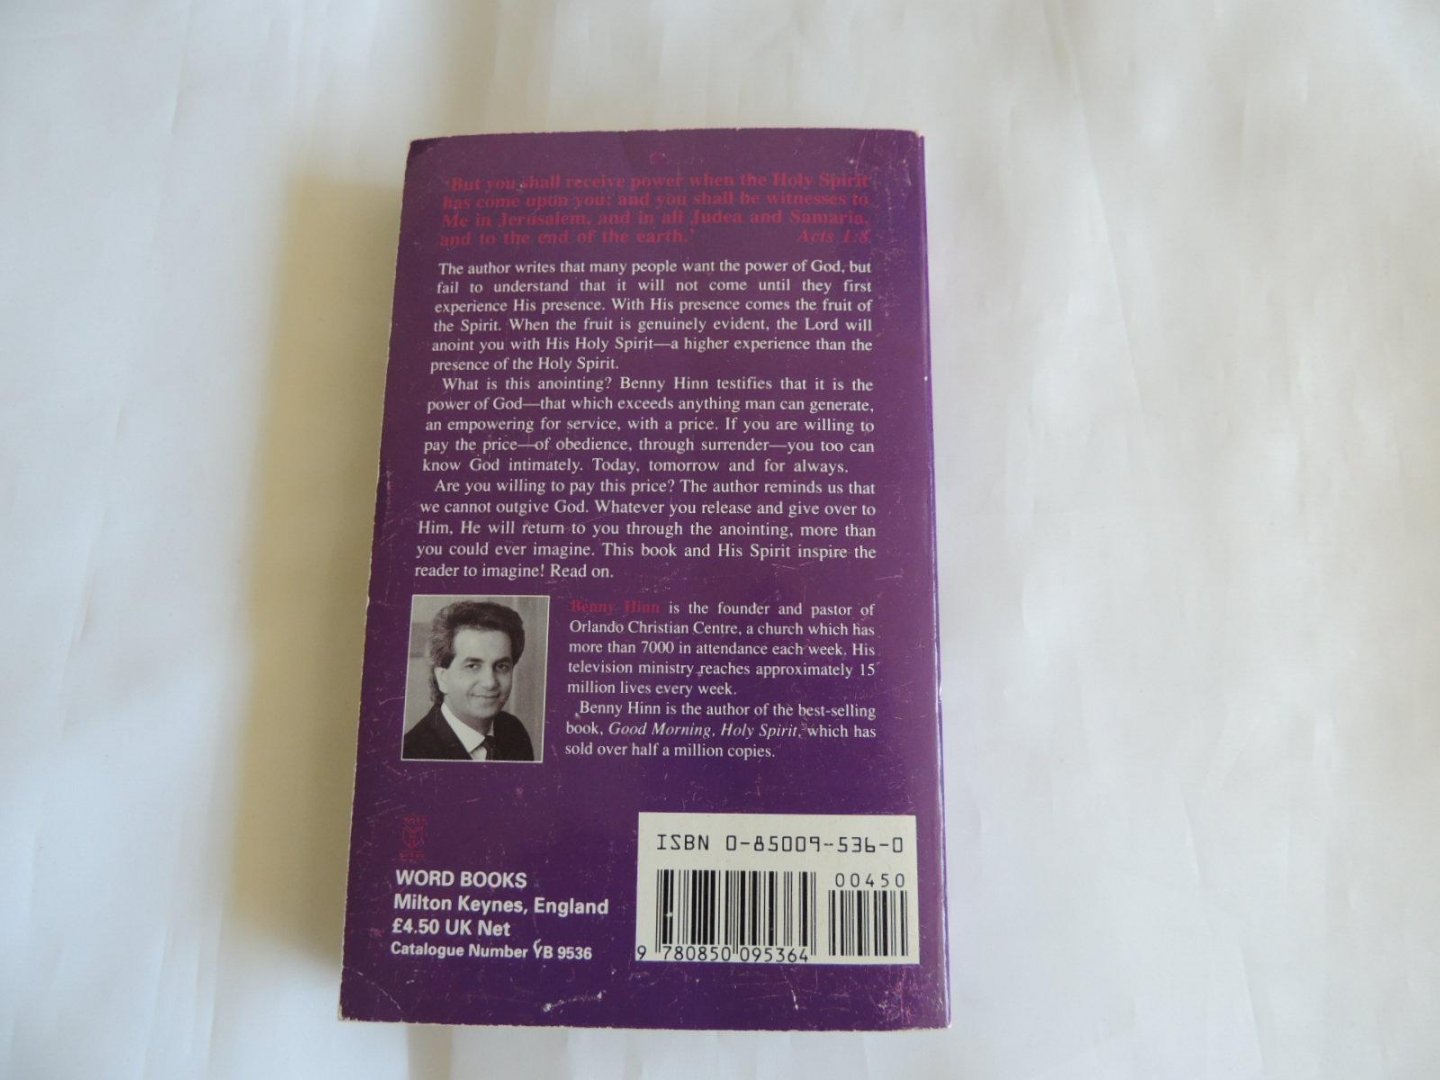 'But you shall receive power when the Holy Spirit
has come upon you; and you shall be witnesses to
Me in Jerusalem, and in all Judea and Samaria,
and to the end of the earth.' Acts 1:8.
The author writes that many people want the power of God, but
fail to understand that it will not come until they first
experience His presence. With His presence comes the fruit of
the Spirit. When the fruit is genuinely evident, the Lord will
anoint you with His Holy Spirit—a higher experience than the
presence of the Holy Spirit.
What is this anointing? Benny Hinn testifies that it is the
power of God—that which exceeds anything man can generate,
an empowering for service, with a price. If you are willing to
pay the price—of obedience, through surrender—you too can
know God intimately. Today, tomorrow and for always.
Are you willing to pay this price? The author reminds us that
we cannot outgive God. Whatever you release and give over to
Him, He will return to you through the anointing, more than
you could ever imagine. This book and His Spirit inspire the
reader to imagine! Read on.
Benny Hinn is the founder and pastor of
Orlando Christian Centre, a church which has
more than 7000 in attendance each week. His
television ministry reaches approximately 15
million lives every week.
Benny Hinn is the author of the best-selling
book, Good Morning, Holy Spirit, which has
sold over half a million copies.
WORD BOOKS
Milton Keynes, England
£4.50 UK Net
Catalogue Number YB 9536
ISBN 0-85009-536-0
00450
9 780850 095364